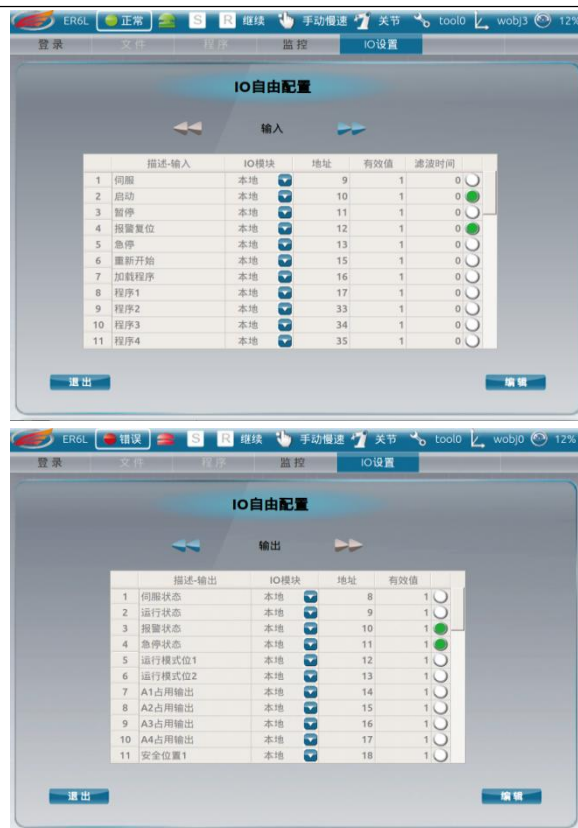 ER6L 正常 S R 继续 手动慢速 关节 tool0 wobj3 12%
登录 文件 程序 监控 IO设置
IO自由配置
输入
描述-输入 IO模块 地址 有效值 滤波时间
1 伺服 本地 9 1 0
2 启动 本地 10 1 0
3 暂停 本地 11 1 0
4 报警复位 本地 12 1 0
5 急停 本地 13 1 0
6 重新开始 本地 15 1 0
7 加载程序 本地 16 1 0
8 程序1 本地 17 1 0
9 程序2 本地 33 1 0
10 程序3 本地 34 1 0
11 程序4 本地 35 1 0
退出 编辑
ER6L 错误 S R 继续 手动慢速 关节 tool0 wobj0 12%
登录 文件 程序 监控 IO设置
IO自由配置
输出
描述-输出 IO模块 地址 有效值
1 伺服状态 本地 8 1
2 运行状态 本地 9 1
3 报警状态 本地 10 1
4 急停状态 本地 11 1
5 运行模式位1 本地 12 1
6 运行模式位2 本地 13 1
7 A1占用输出 本地 14 1
8 A2占用输出 本地 15 1
9 A3占用输出 本地 16 1
10 A4占用输出 本地 17 1
11 安全位置1 本地 18 1
退出 编辑